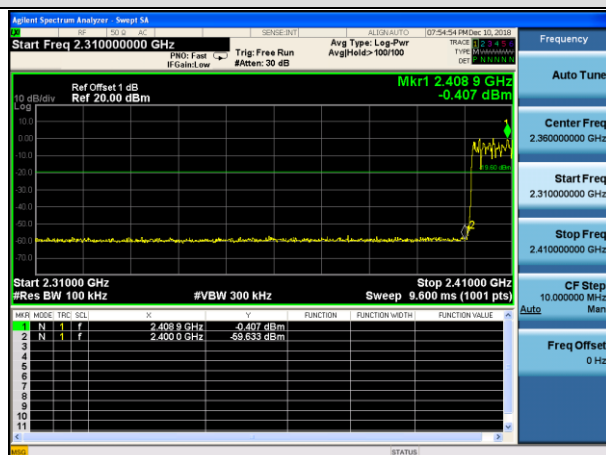 Agilent Spectrum Analyzer - Swept SA
RF 50 Ω AC SENSE:INT ALIGN AUTO 07:54:54 PM Dec 10, 2018
Start Freq 2.310000000 GHz
PNO: Fast
IFGain:Low
Trig: Free Run
#Atten: 30 dB
Avg Type: Log-Pwr
Avg|Hold:>100/100
TRACE 1 2 3 4 5 6
TYPE
DET P N N N N N
Ref Offset 1 dB
Ref 20.00 dBm
10 dB/div
Log
Mkr1 2.408 9 GHz
-0.407 dBm
10.0
0.00
-10.0
-20.0
-30.0
-40.0
-50.0
-60.0
-70.0
1
2
Start 2.31000 GHz
#Res BW 100 kHz
#VBW 300 kHz
Stop 2.41000 GHz
Sweep 9.600 ms (1001 pts)
MKR MODE TRC SCL X Y FUNCTION FUNCTION WIDTH FUNCTION VALUE
1 N 1 f 2.408 9 GHz -0.407 dBm
2 N 1 f 2.400 0 GHz -59.633 dBm
3
4
5
6
7
8
9
10
11
MSG
STATUS
Frequency
Auto Tune
Center Freq
2.360000000 GHz
Start Freq
2.310000000 GHz
Stop Freq
2.410000000 GHz
CF Step
10.000000 MHz
Auto Man
Freq Offset
0 Hz